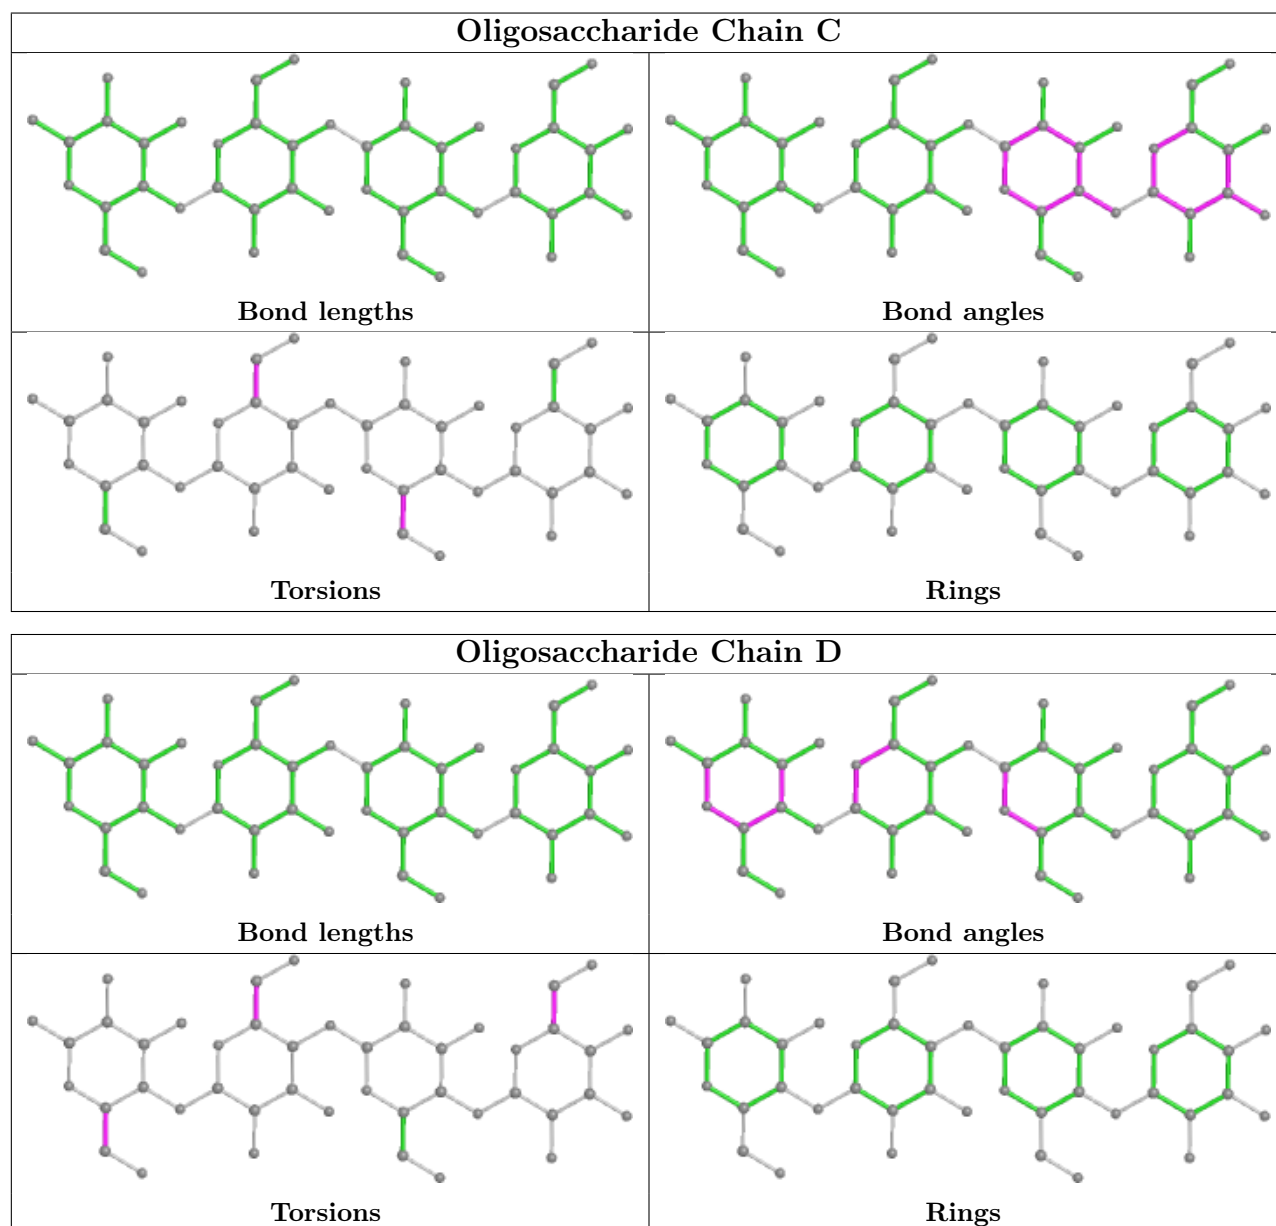 Oligosaccharide Chain C
Bond lengths
Bond angles
Torsions
Rings
Oligosaccharide Chain D
Bond lengths
Bond angles
Torsions
Rings